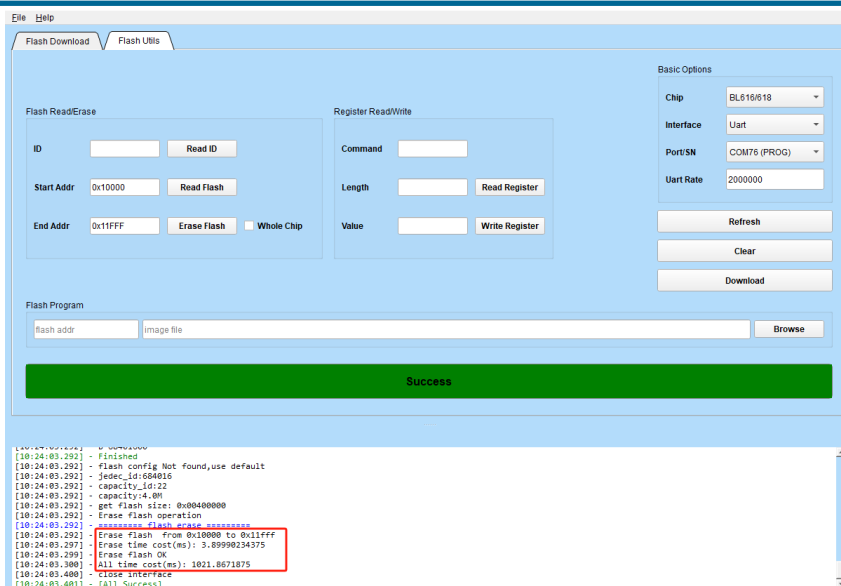 File Help
Flash Download Flash Utils
Basic Options
Chip BL616/618
Flash Read/Erase Register Read/Write
Interface Uart
ID Read ID Command
Port/SN COM76 (PROG)
Uart Rate 2000000
Start Addr 0x10000 Read Flash Length Read Register
Refresh
End Addr 0x11FFF Erase Flash Whole Chip Value Write Register
Clear
Download
Flash Program
flash addr image file Browse
Success
[10:24:03.292] - Finished
[10:24:03.292] - flash config Not found,use default
[10:24:03.292] - jedec_id:684016
[10:24:03.292] - capacity_id:22
[10:24:03.292] - capacity:4.0M
[10:24:03.292] - get flash size: 0x00400000
[10:24:03.292] - Erase flash operation
[10:24:03.292] - ========= flash erase =========
[10:24:03.292] - Erase flash  from 0x10000 to 0x11fff
[10:24:03.297] - Erase time cost(ms): 3.89990234375
[10:24:03.299] - Erase flash OK
[10:24:03.300] - All time cost(ms): 1021.8671875
[10:24:03.400] - close interface
[10:24:03.401] - [All Success]